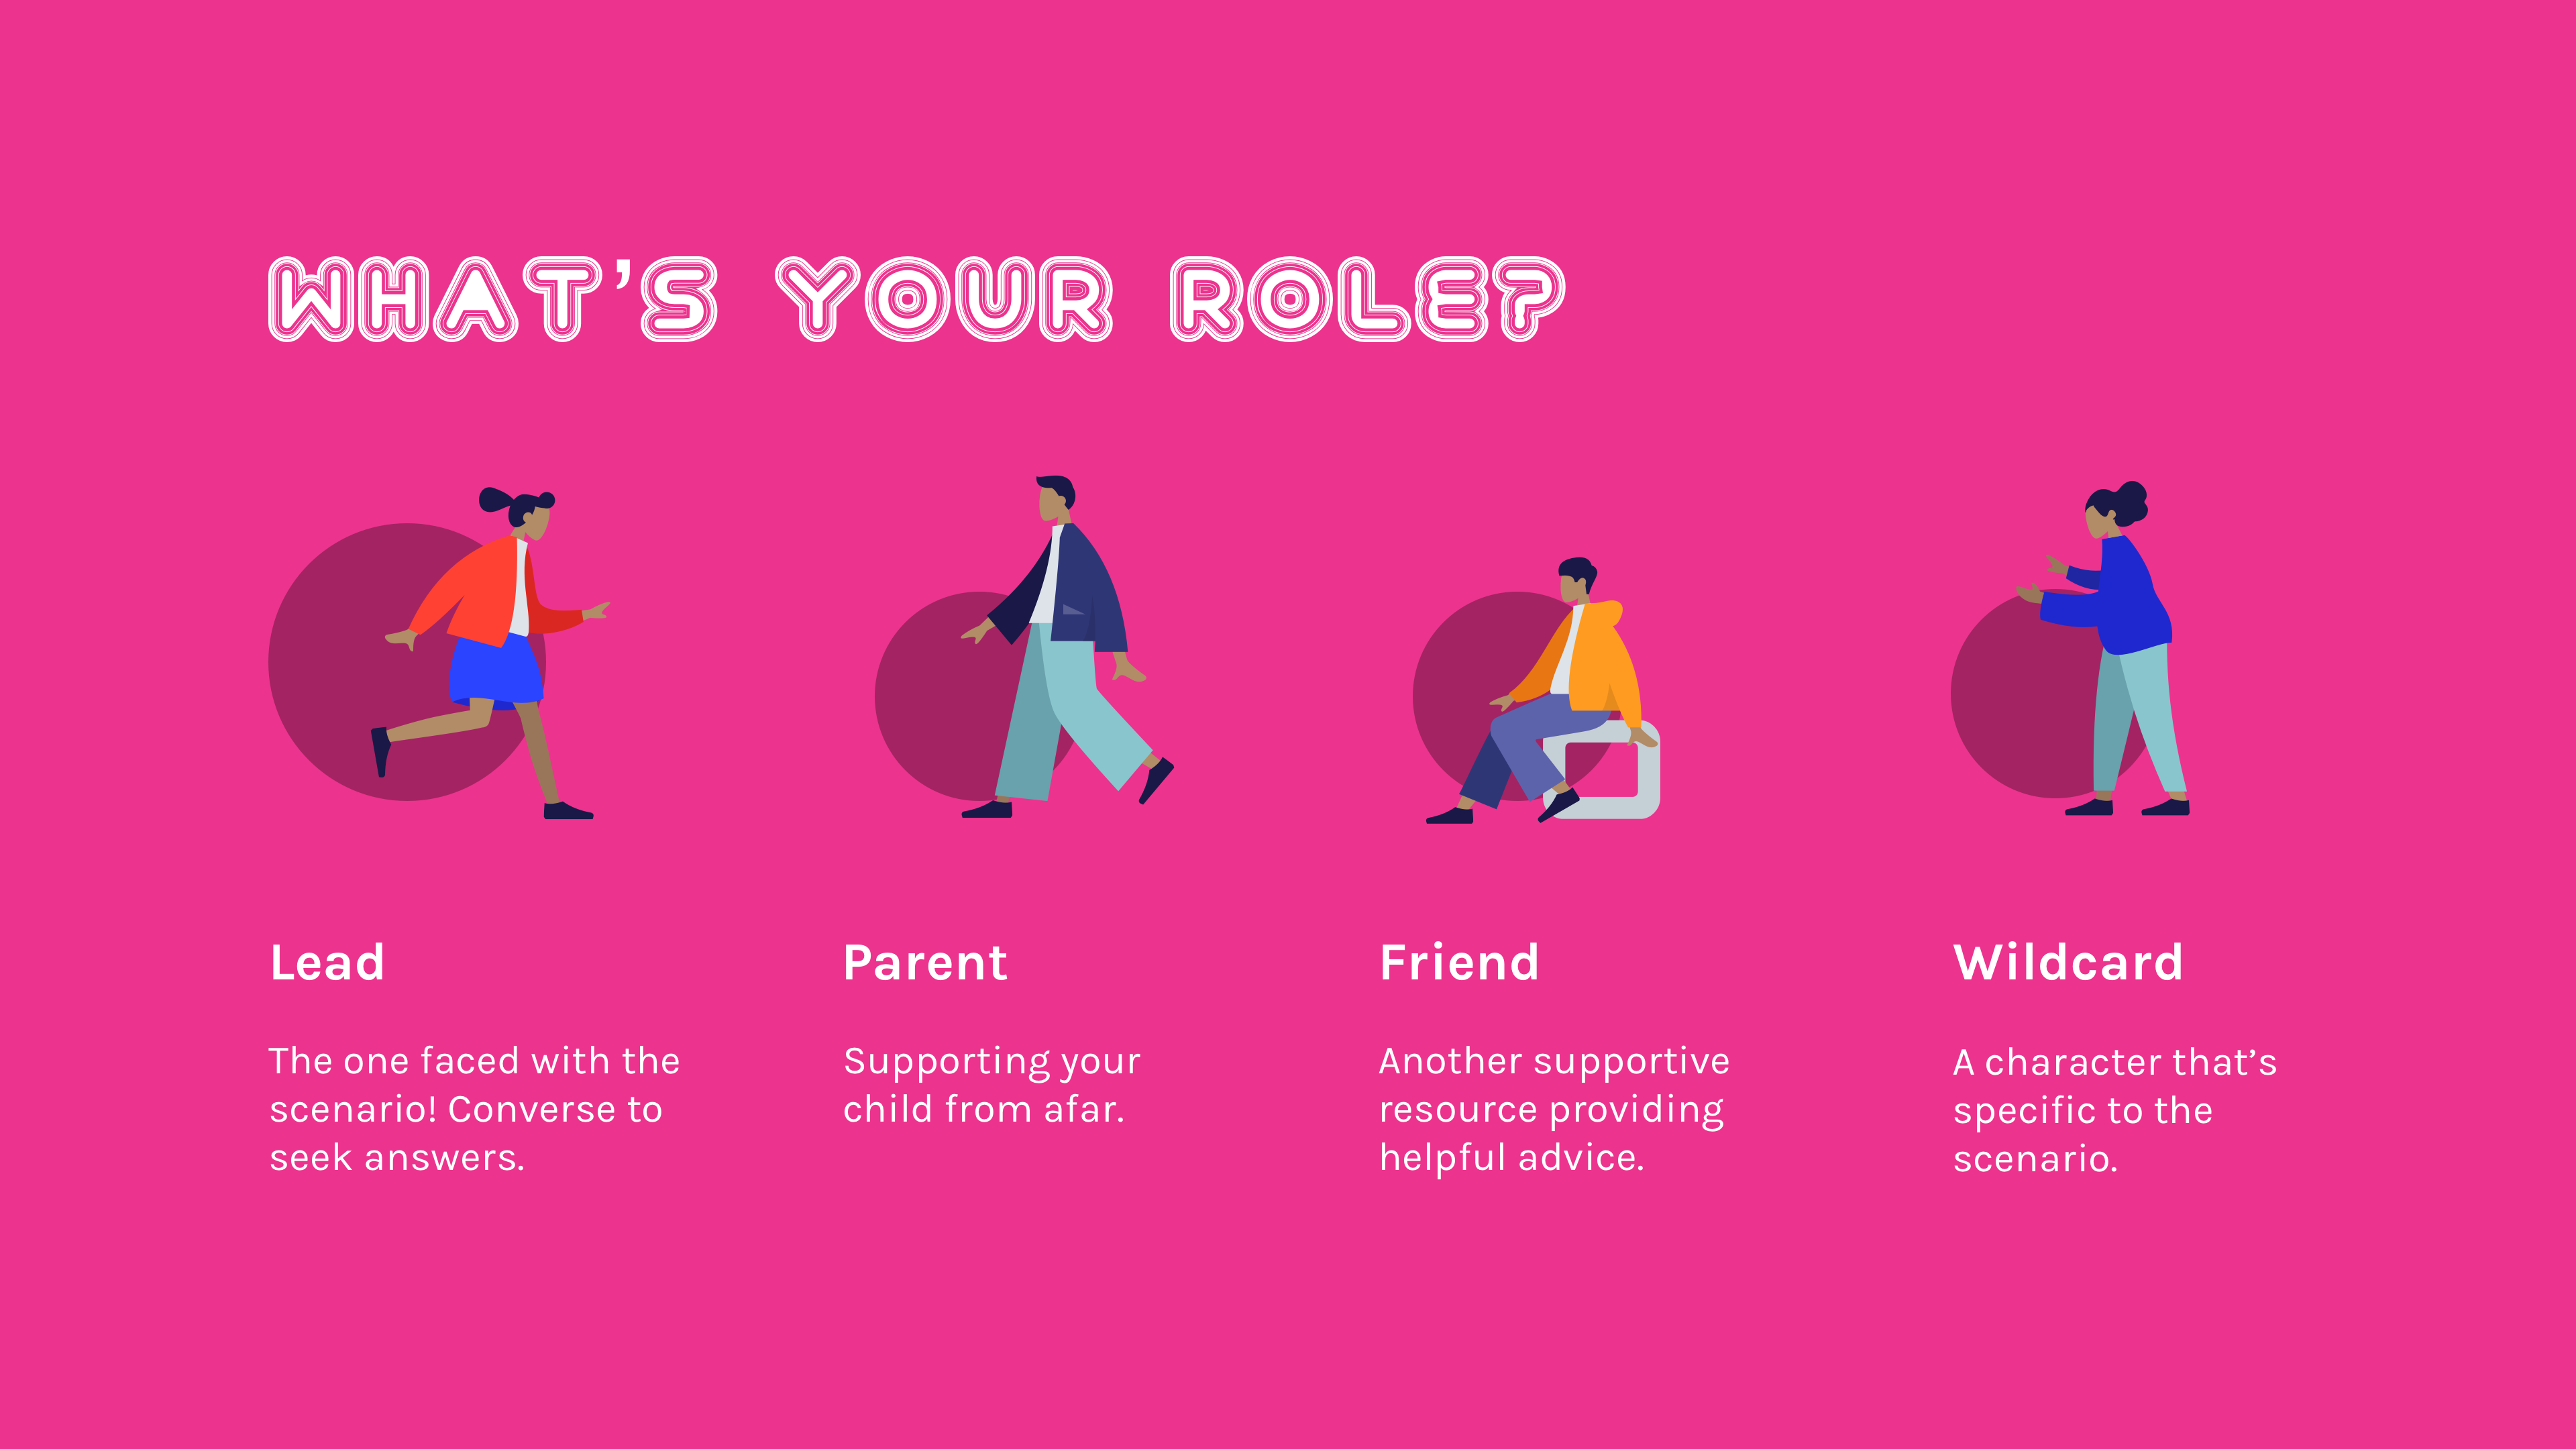 WHAT’S YOUR ROLE?
Lead
The one faced with the
scenario! Converse to
seek answers.
Parent
Supporting your
child from afar.
Friend
Another supportive
resource providing
helpful advice.
Wildcard
A character that’s
specific to the
scenario.